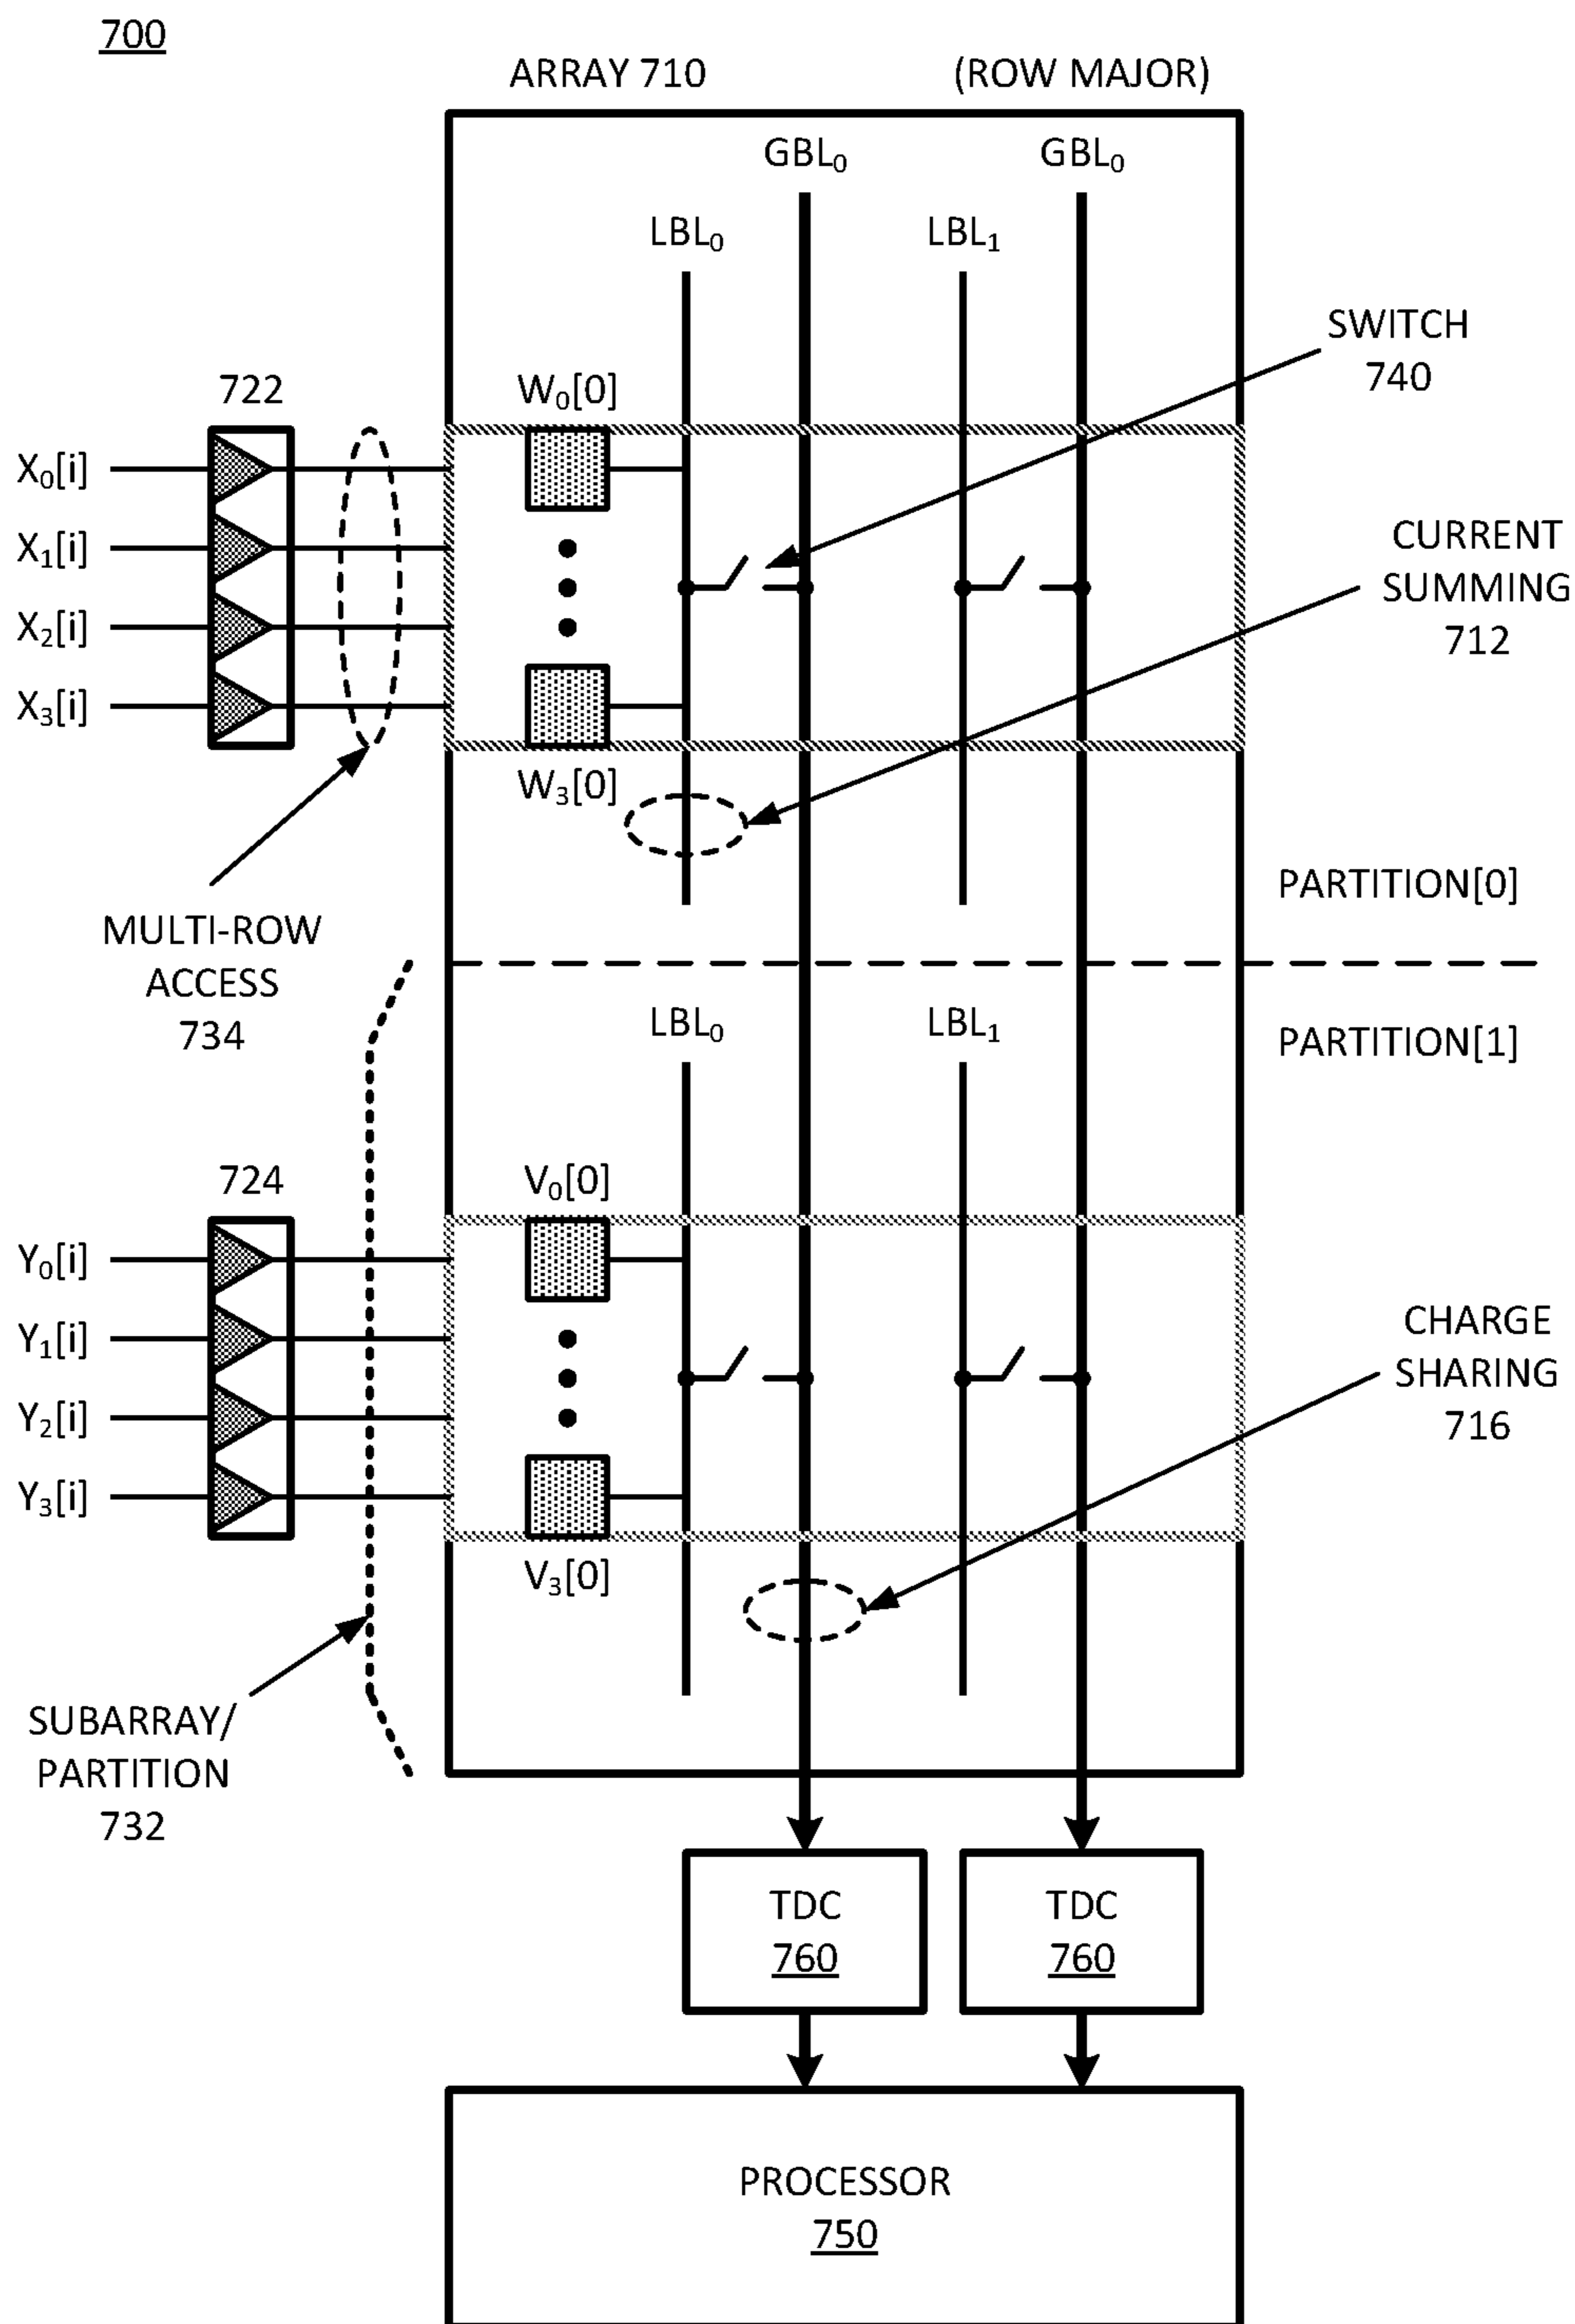 700
ARRAY 710 (ROW MAJOR)
GBL₀ GBL₀
LBL₀ LBL₁
SWITCH
740
722 W₀[0]
X₀[i]
X₁[i]
X₂[i]
X₃[i]
CURRENT
SUMMING
712
W₃[0]
MULTI-ROW
ACCESS
734
PARTITION[0]
LBL₀ LBL₁
PARTITION[1]
724 V₀[0]
Y₀[i]
Y₁[i]
Y₂[i]
Y₃[i]
CHARGE
SHARING
716
V₃[0]
SUBARRAY/
PARTITION
732
TDC
760
TDC
760
PROCESSOR
750